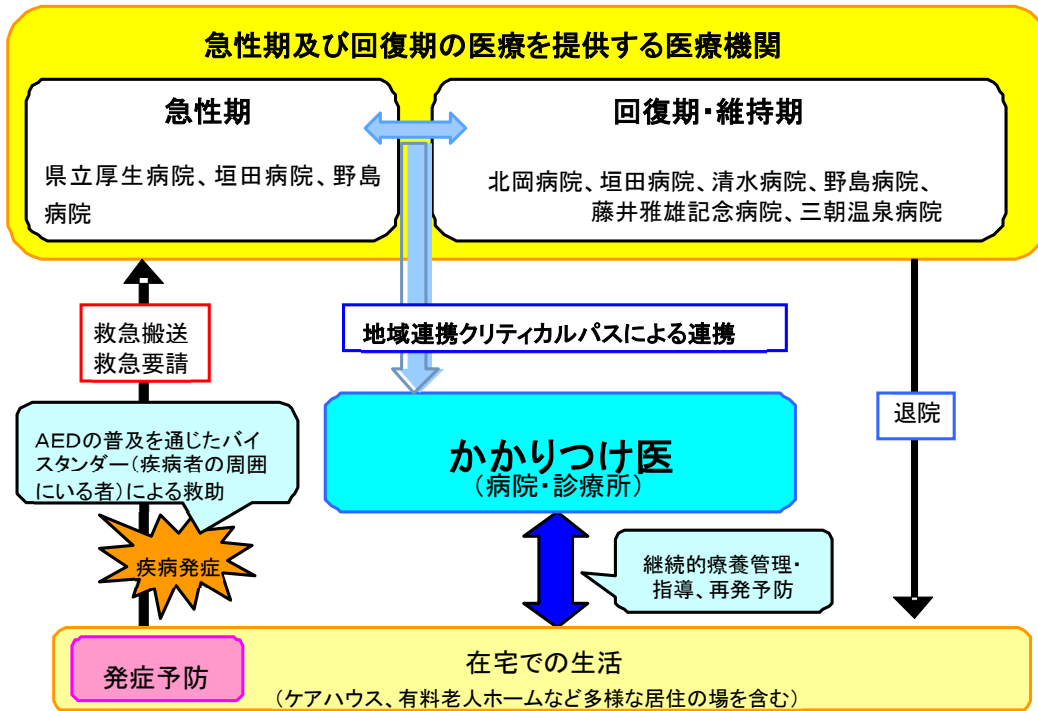 急性期及び回復期の医療を提供する医療機関
急性期
県立厚生病院、垣田病院、野島
病院
回復期・維持期
北岡病院、垣田病院、清水病院、野島病院、
藤井雅雄記念病院、三朝温泉病院
救急搬送
救急要請
地域連携クリティカルパスによる連携
退院
AEDの普及を通じたバイ
スタンダー(疾病者の周囲
にいる者)による救助
かかりつけ医
(病院・診療所)
疾病発症
継続的療養管理・
指導、再発予防
発症予防
在宅での生活
(ケアハウス、有料老人ホームなど多様な居住の場を含む)